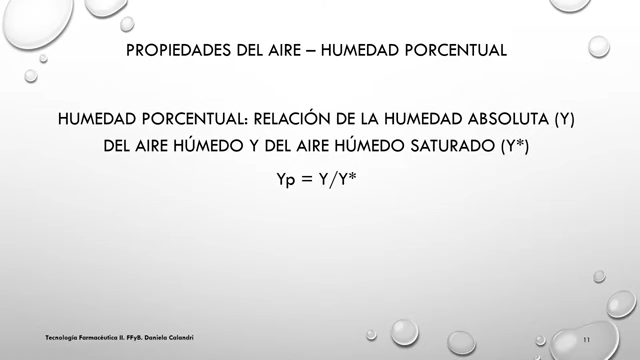 PROPIEDADES DEL AIRE – HUMEDAD PORCENTUAL
HUMEDAD PORCENTUAL: RELACIÓN DE LA HUMEDAD ABSOLUTA (Y)
DEL AIRE HÚMEDO Y DEL AIRE HÚMEDO SATURADO (Y*)
Yp = Y/Y*
Tecnología Farmacéutica II. FFyB. Daniela Calandri
11